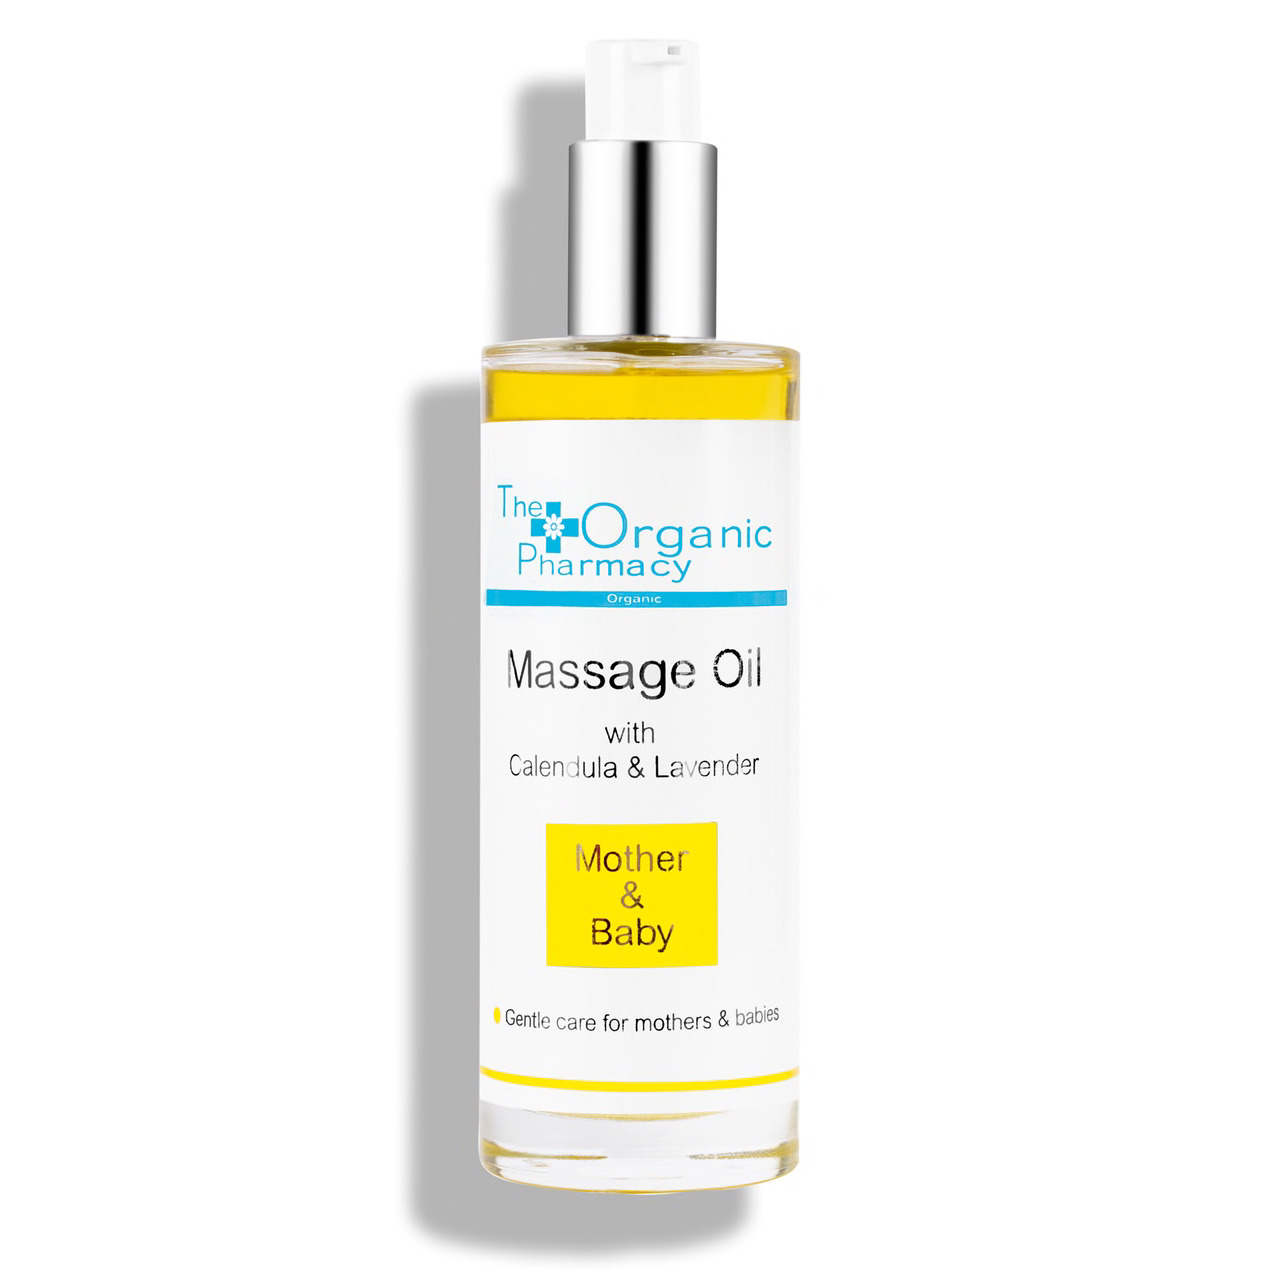 The Organic
Pharmacy
Organic
Massage Oil
with
Calendula & Lavender
Mother
&
Baby
Gentle care for mothers & babies